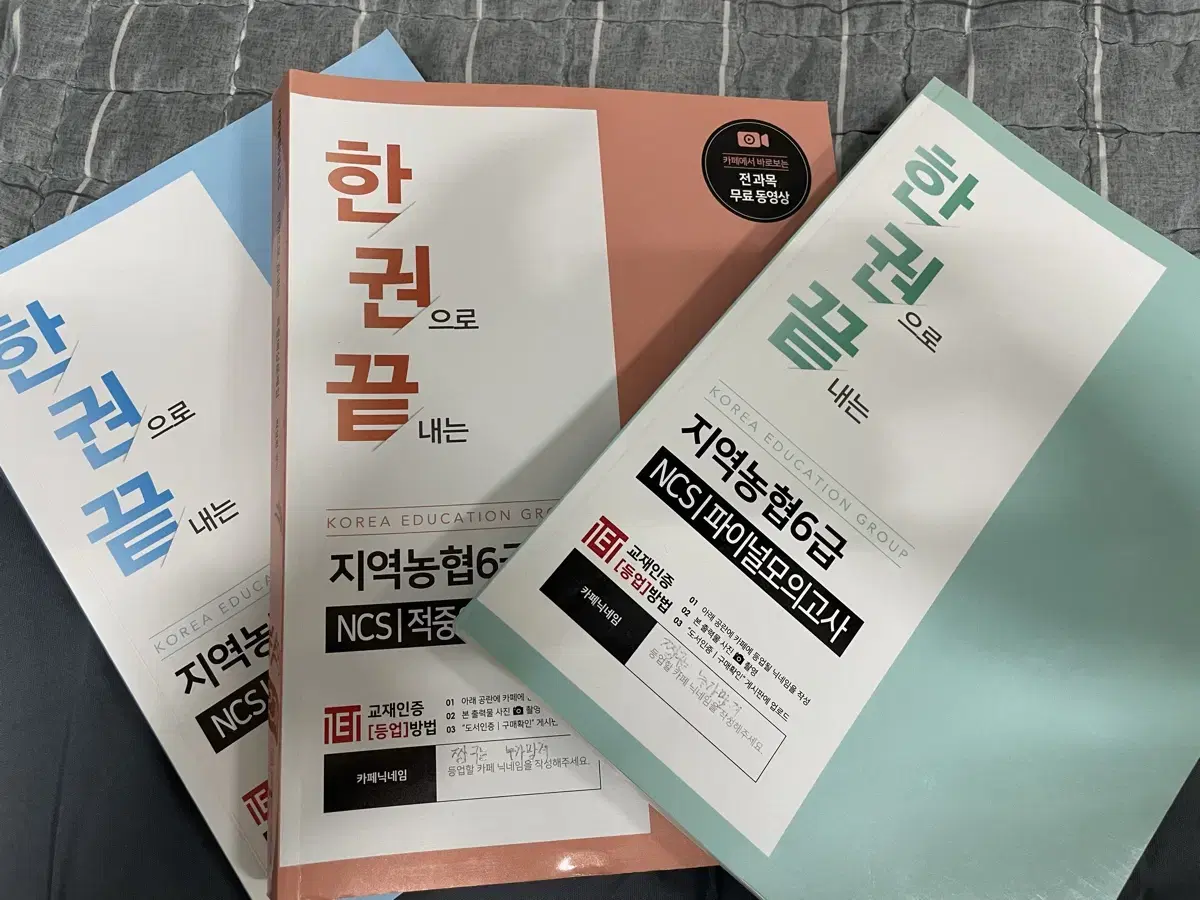 한
권으로
끝내는
KOREA EDUC
지역농
NCS
한
권으로
끝내는
KOREA EDUCATION GRO
지역농협6급
NCS|적중
TEI
교재인증
[등업]방법
01 아래 공란에 카페에
02 본 출력물 사진 촬영
03 "도서인증|구매확인" 게시
카페닉네임
등업할 카페 닉네임을 작성해주세요.
카페에서 바로보는
전과목
무료 동영상
한
권으로
끝내는
KOREA EDUCATION GROUP
지역농협6급
NCS|파이널모의고사
TEI
교재인증
[등업]방법
01 아래 공란에 카페에 등업될 닉네임을 작성
02 본 출력물 사진 촬영
03 "도서인증|구매확인" 게시판에 업로드
카페닉네임
등업할 카페 닉네임을 작성해주세요.